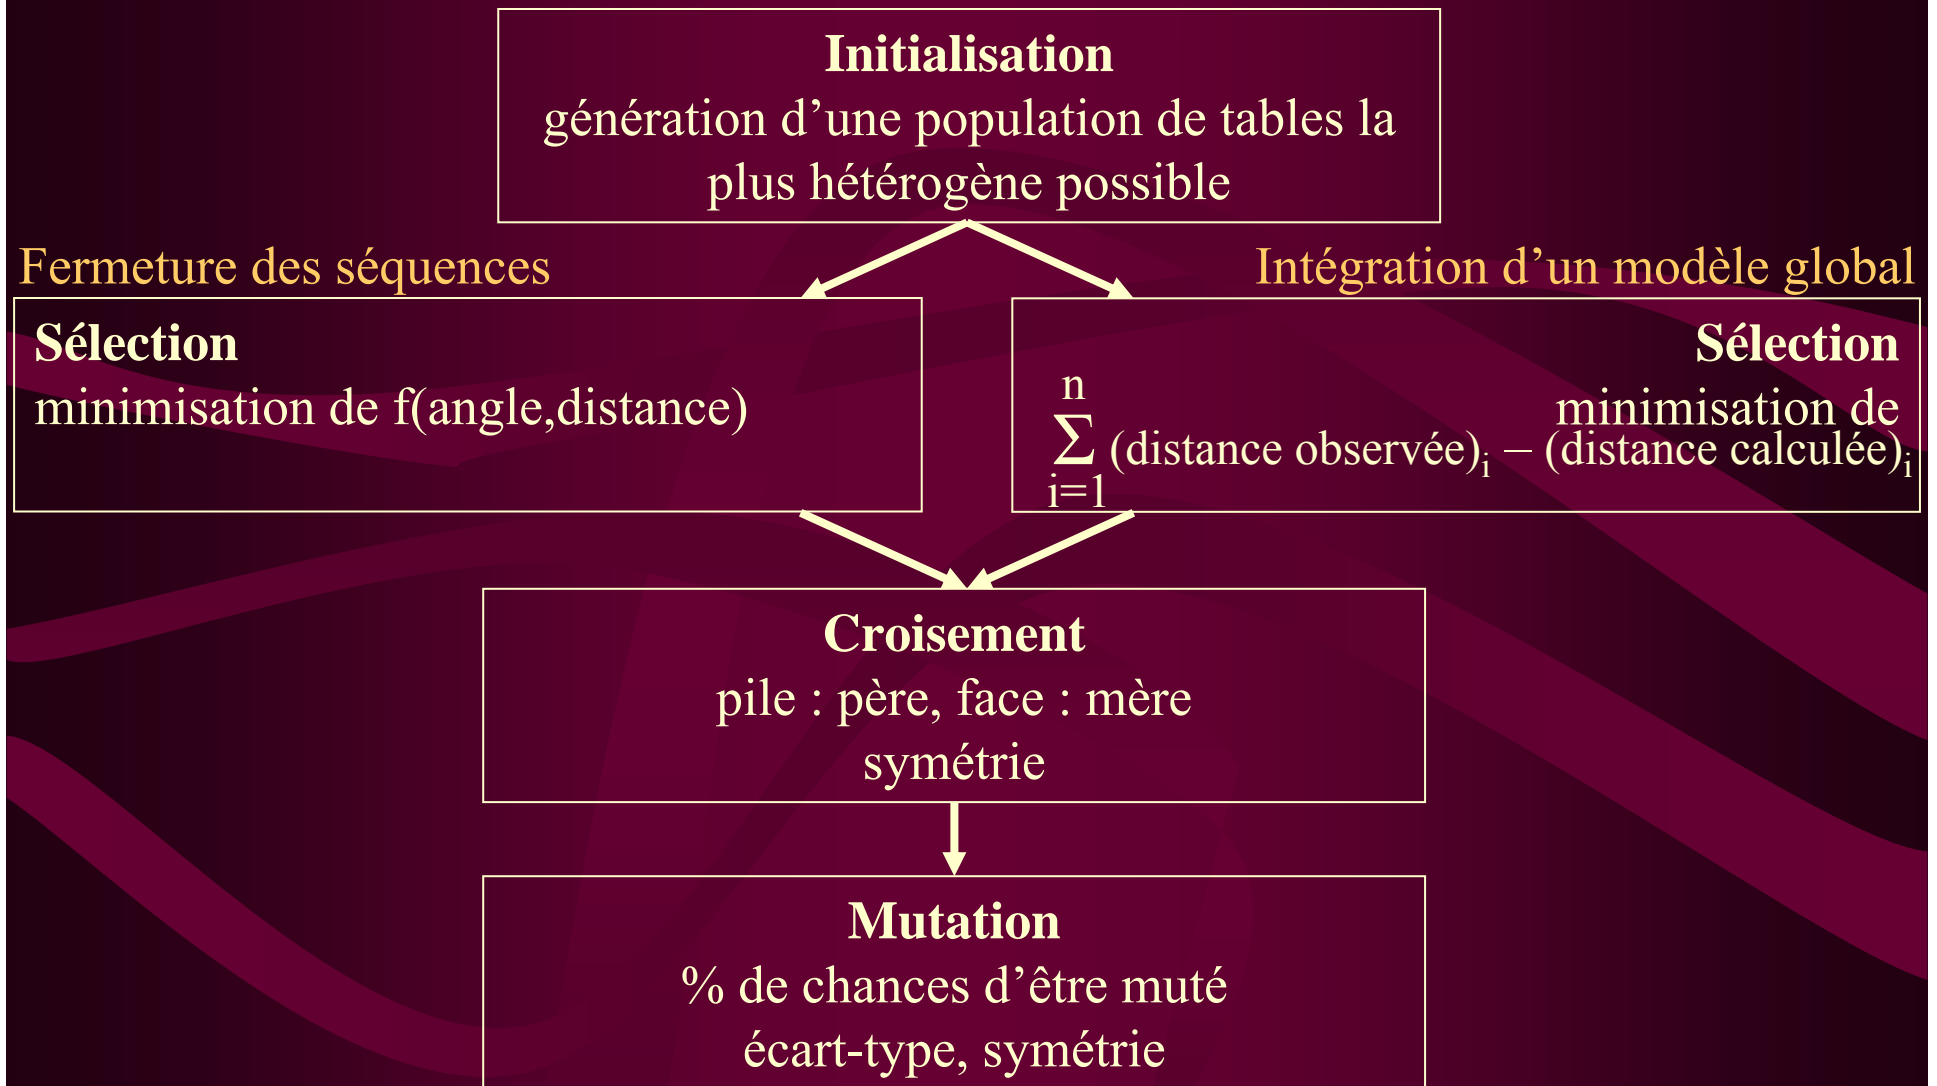 Initialisation
génération d’une population de tables la
plus hétérogène possible
Fermeture des séquences
Sélection
minimisation de f(angle,distance)
Intégration d’un modèle global
Sélection
minimisation de
n
∑ (distance observée)i – (distance calculée)i
i=1
Croisement
pile : père, face : mère
symétrie
Mutation
% de chances d’être muté
écart-type, symétrie